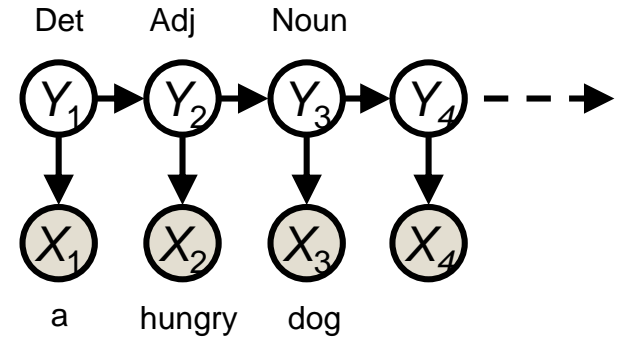 Det Adj Noun
Y1 Y2 Y3 Y4
X1 X2 X3 X4
a hungry dog